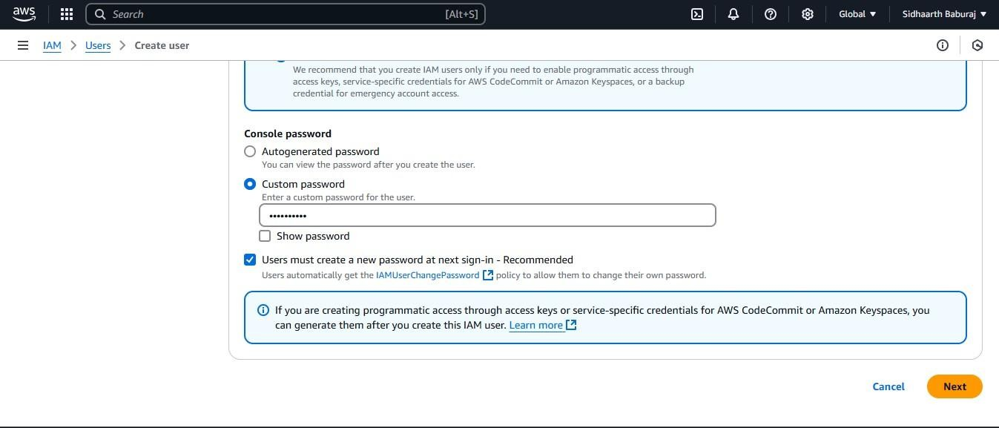 aws
Search
[Alt+S]
Global
Sidhaarth Baburaj
IAM > Users > Create user
We recommend that you create IAM users only if you need to enable programmatic access through
access keys, service-specific credentials for AWS CodeCommit or Amazon Keyspaces, or a backup
credential for emergency account access.
Console password
Autogenerated password
You can view the password after you create the user.
Custom password
Enter a custom password for the user.
••••••••••
Show password
Users must create a new password at next sign-in - Recommended
Users automatically get the IAMUserChangePassword policy to allow them to change their own password.
If you are creating programmatic access through access keys or service-specific credentials for AWS CodeCommit or Amazon Keyspaces, you
can generate them after you create this IAM user. Learn more
Cancel
Next